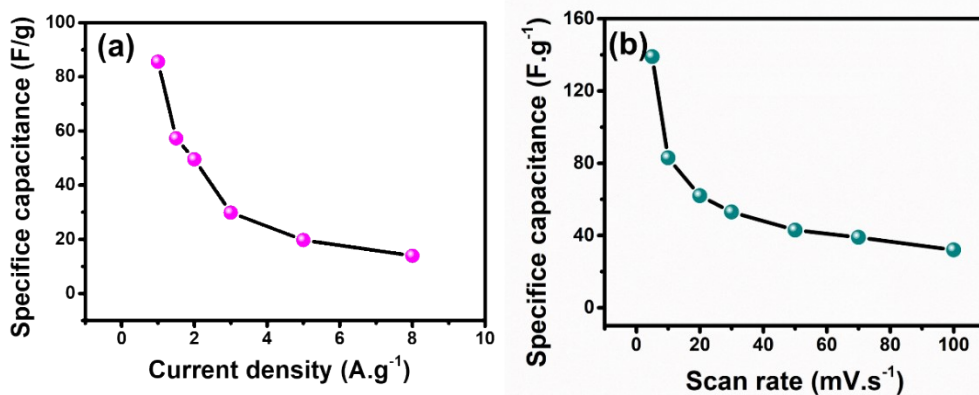 (a)
Specifice capacitance (F/g)
100
80
60
40
20
0
0 2 4 6 8 10
Current density (A.g⁻¹)
(b)
Specifice capacitance (F.g⁻¹)
160
120
80
40
0
0 20 40 60 80 100
Scan rate (mV.s⁻¹)